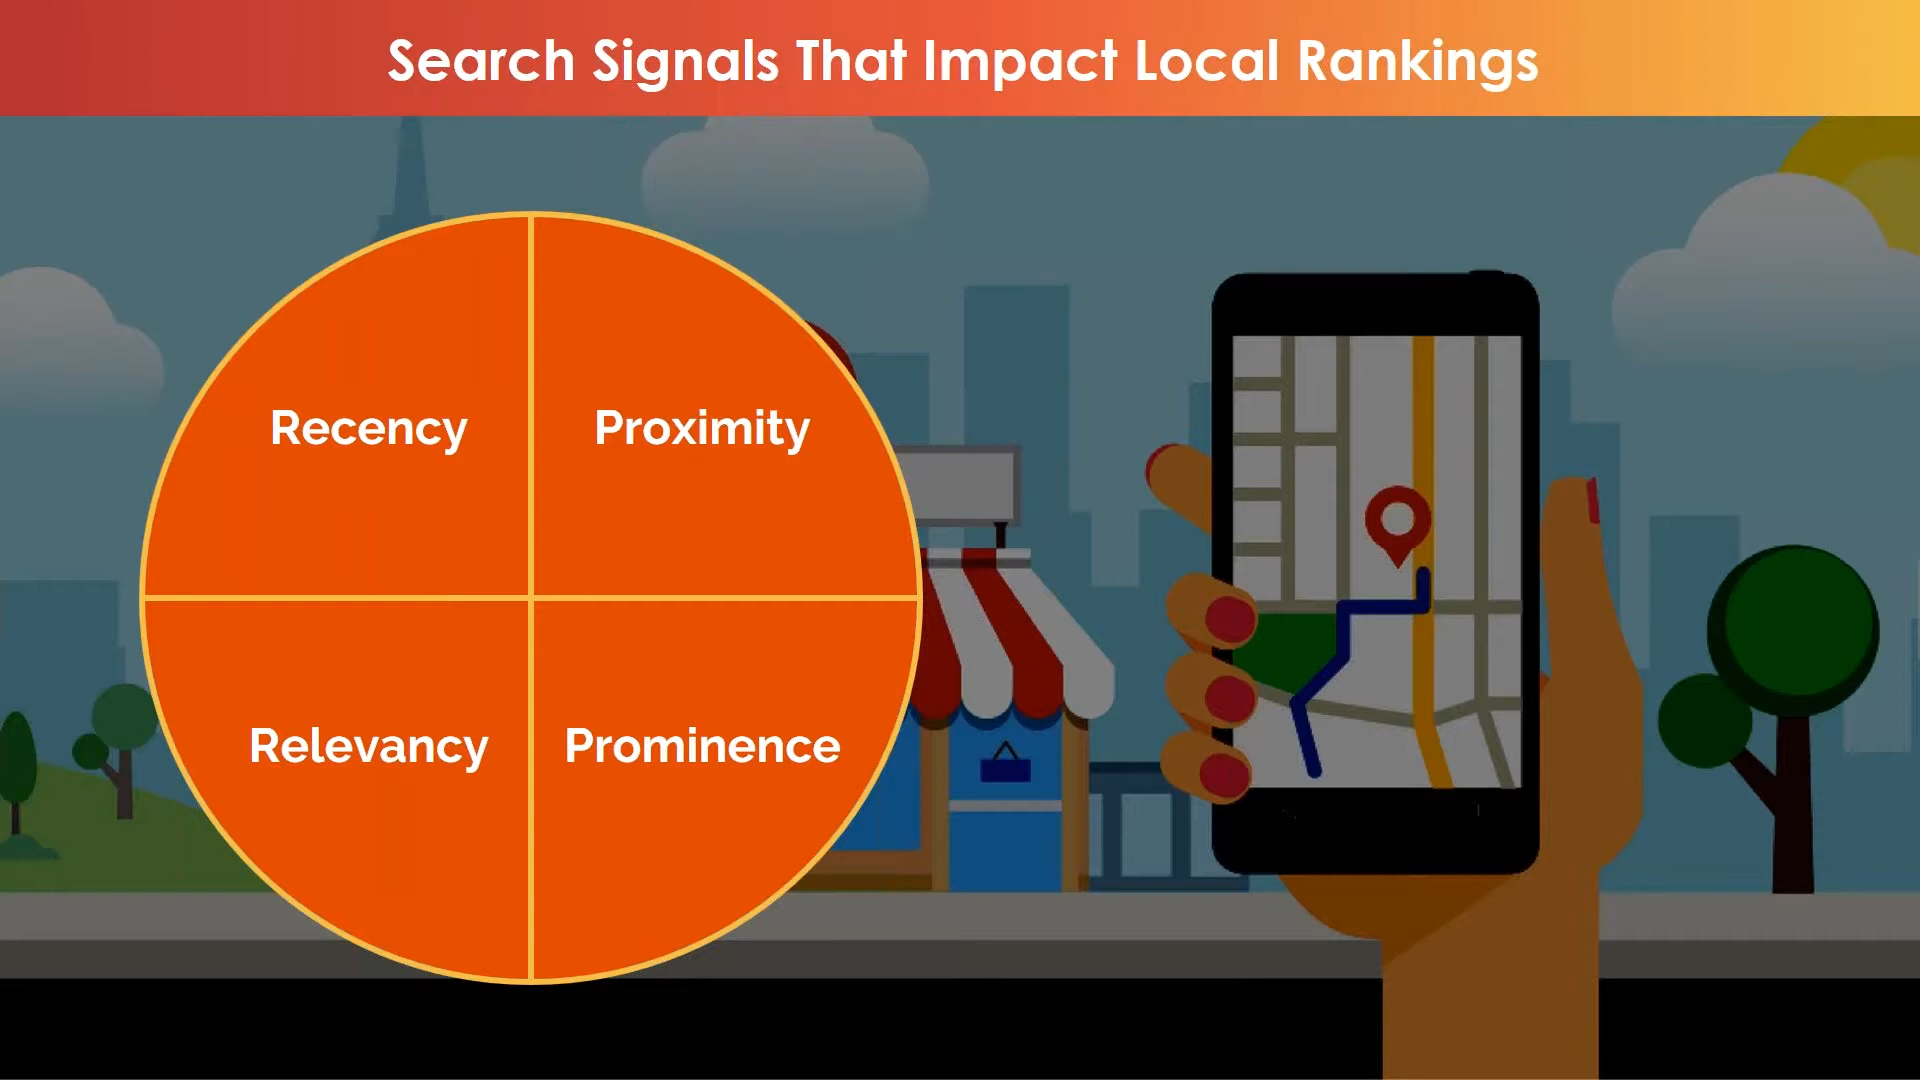 Search Signals That Impact Local Rankings
Recency
Proximity
Relevancy
Prominence